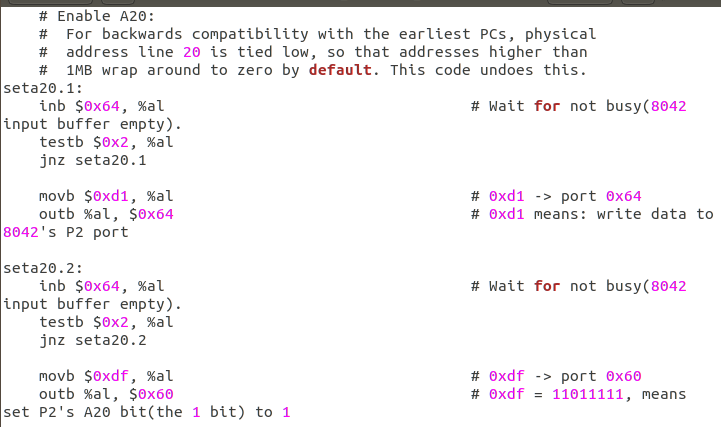 # Enable A20:
#  For backwards compatibility with the earliest PCs, physical
#  address line 20 is tied low, so that addresses higher than
#  1MB wrap around to zero by default. This code undoes this.
seta20.1:
inb $0x64, %al # Wait for not busy(8042
input buffer empty).
testb $0x2, %al
jnz seta20.1
movb $0xd1, %al # 0xd1 -> port 0x64
outb %al, $0x64 # 0xd1 means: write data to
8042's P2 port
seta20.2:
inb $0x64, %al # Wait for not busy(8042
input buffer empty).
testb $0x2, %al
jnz seta20.2
movb $0xdf, %al # 0xdf -> port 0x60
outb %al, $0x60 # 0xdf = 11011111, means
set P2's A20 bit(the 1 bit) to 1